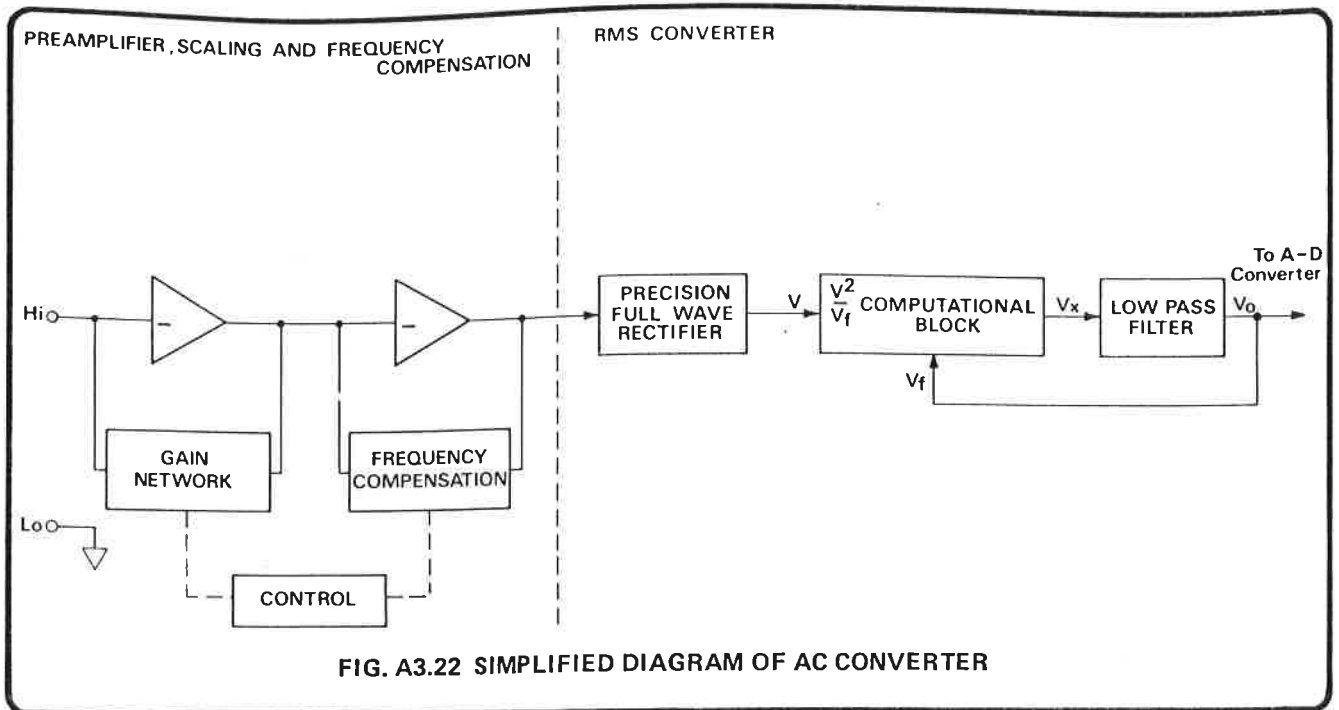 PREAMPLIFIER, SCALING AND FREQUENCY
COMPENSATION
RMS CONVERTER
Hi
Lo
GAIN
NETWORK
FREQUENCY
COMPENSATION
CONTROL
PRECISION
FULL WAVE
RECTIFIER
V
V²
Vf
COMPUTATIONAL
BLOCK
Vf
Vx
LOW PASS
FILTER
Vo
To A-D
Converter
FIG. A3.22 SIMPLIFIED DIAGRAM OF AC CONVERTER